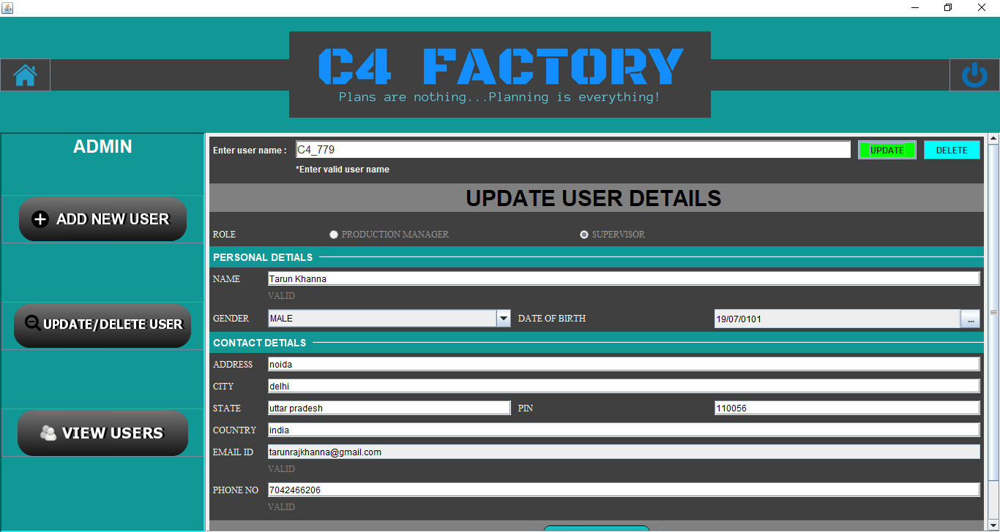 C4 FACTORY
Plans are nothing...Planning is everything!
ADMIN
ADD NEW USER
UPDATE/DELETE USER
VIEW USERS
Enter user name : C4_779 UPDATE DELETE
*Enter valid user name
UPDATE USER DETAILS
ROLE PRODUCTION MANAGER SUPERVISOR
PERSONAL DETIALS
NAME Tarun Khanna
VALID
GENDER MALE DATE OF BIRTH 19/07/0101 ...
CONTACT DETIALS
ADDRESS noida
CITY delhi
STATE uttar pradesh PIN 110056
COUNTRY india
EMAIL ID tarunrajkhanna@gmail.com
VALID
PHONE NO 7042466206
VALID